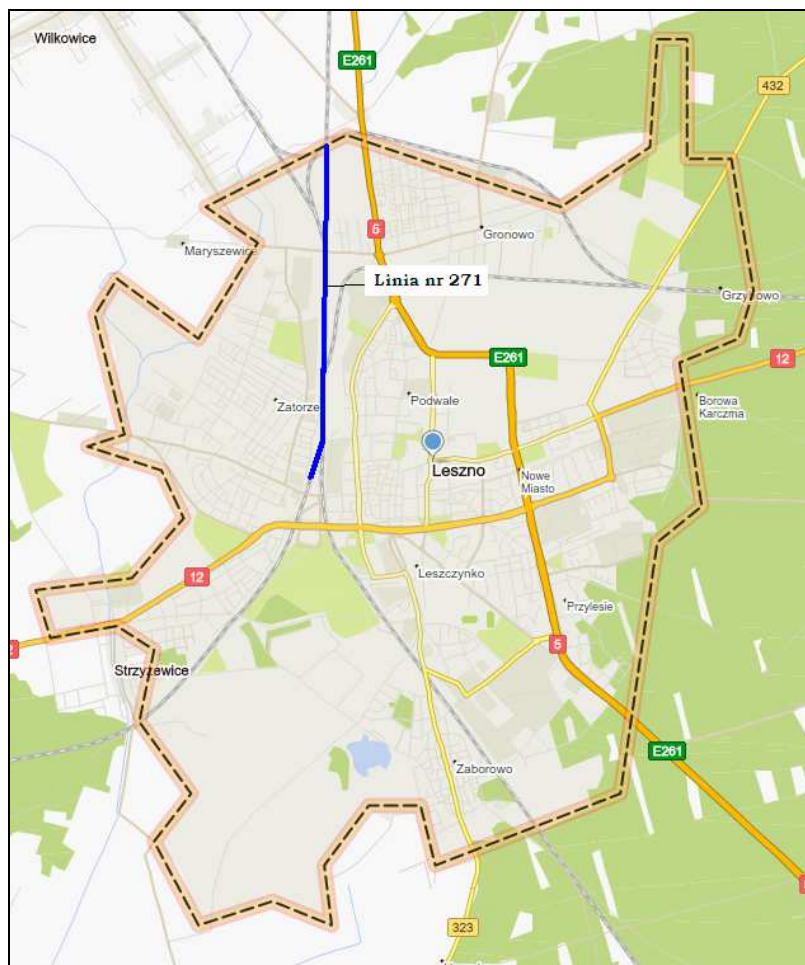 Wilkowice
E261
432
5
Maryszewice
Gronowo
Linia nr 271
Grzybowo
E261
12
Zatorze
Podwale
Borowa
Karczma
Leszno
Nowe
Miasto
12
Leszczynko
Przylesie
5
Strzyżewice
E261
Zaborowo
323